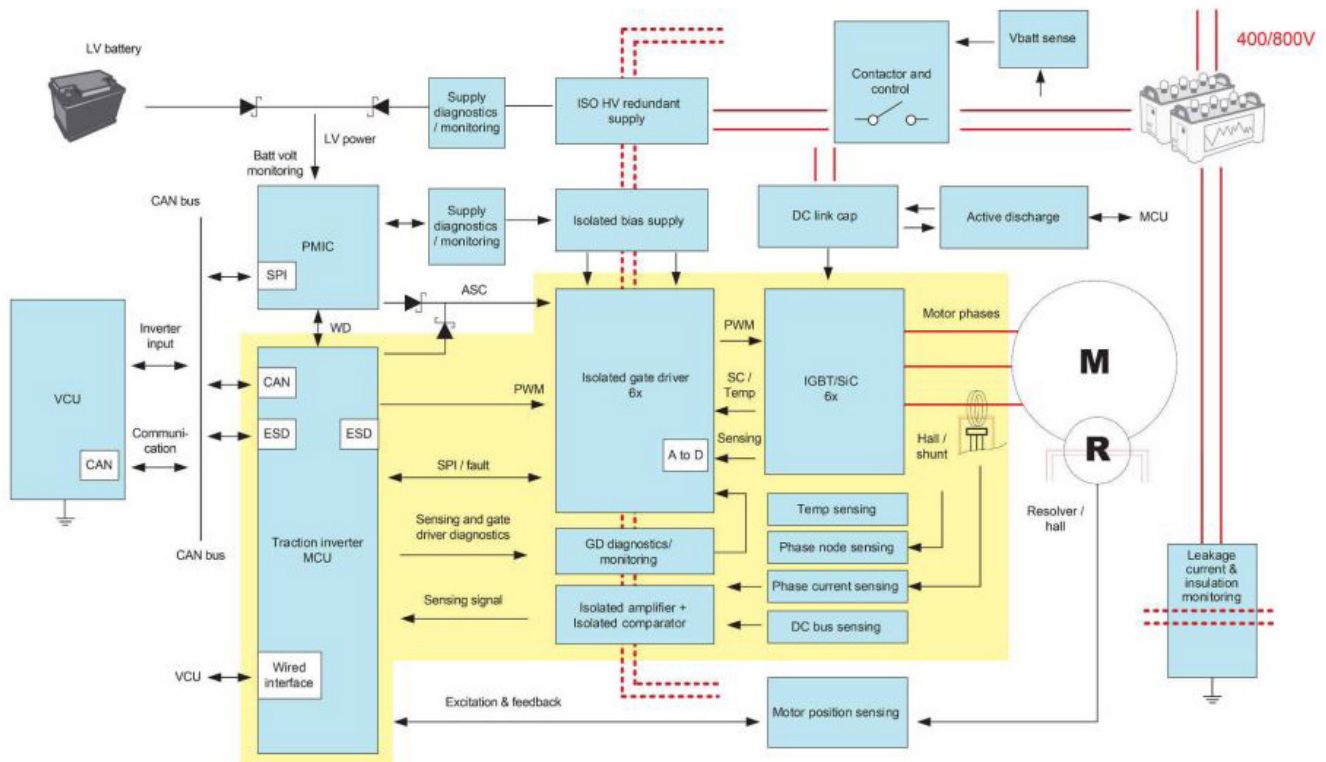 LV battery
Supply
diagnostics
/ monitoring
ISO HV redundant
supply
Contactor and
control
Vbatt sense
400/800V
LV power
Batt volt
monitoring
CAN bus
PMIC
SPI
Supply
diagnostics
/ monitoring
Isolated bias supply
DC link cap
Active discharge
MCU
ASC
WD
VCU
CAN
Inverter
input
Communi-
cation
CAN bus
CAN
ESD
ESD
Traction inverter
MCU
Wired
interface
VCU
PWM
SPI / fault
Sensing and gate
driver diagnostics
Sensing signal
Excitation & feedback
Isolated gate driver
6x
A to D
GD diagnostics/
monitoring
Isolated amplifier +
Isolated comparator
PWM
SC /
Temp
Sensing
IGBT/SiC
6x
Temp sensing
Phase node sensing
Phase current sensing
DC bus sensing
Motor position sensing
Motor phases
Hall /
shunt
M
R
Resolver /
hall
Leakage
current &
insulation
monitoring